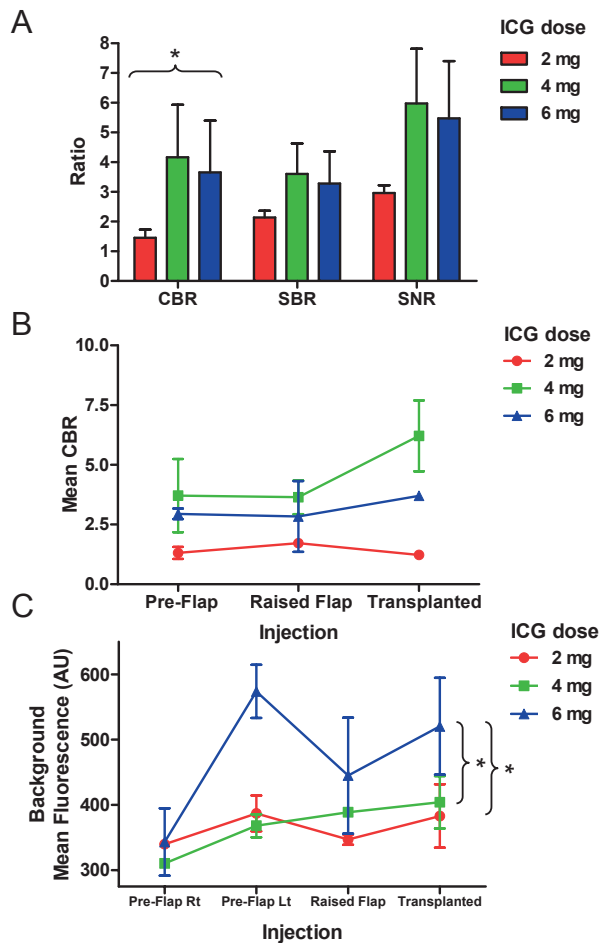 A
ICG dose
2 mg
4 mg
6 mg
*
8
7
6
5
4
3
2
1
0
Ratio
CBR SBR SNR
B
ICG dose
2 mg
4 mg
6 mg
10.0
7.5
5.0
2.5
0.0
Mean CBR
Pre-Flap Raised Flap Transplanted
Injection
C
ICG dose
2 mg
4 mg
6 mg
600
500
400
300
Background
Mean Fluorescence (AU)
* *
Pre-Flap Rt Pre-Flap Lt Raised Flap Transplanted
Injection